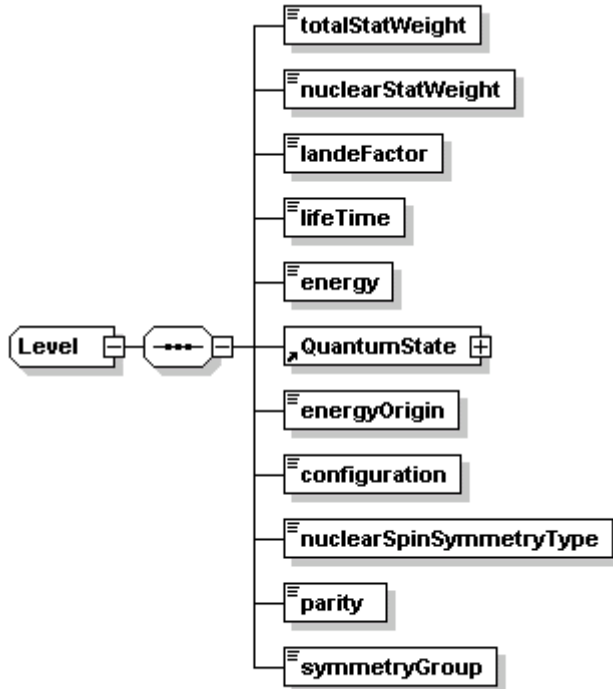 totalStatWeight
nuclearStatWeight
landeFactor
lifeTime
energy
Level
QuantumState
energyOrigin
configuration
nuclearSpinSymmetryType
parity
symmetryGroup